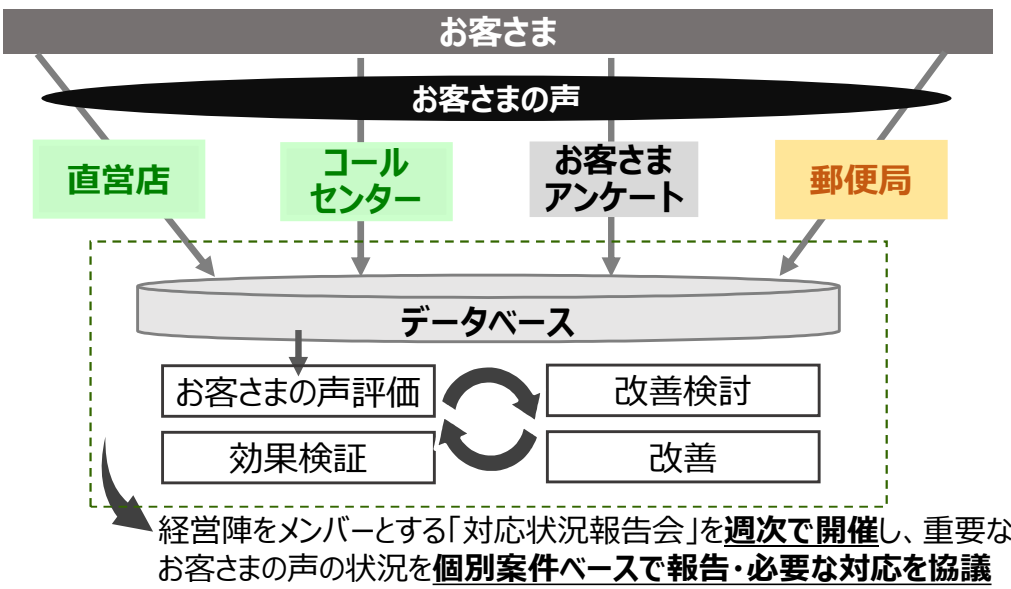 お客さま
お客さまの声
直営店
コール
センター
お客さま
アンケート
郵便局
データベース
お客さまの声評価
改善検討
効果検証
改善
経営陣をメンバーとする「対応状況報告会」を週次で開催し、重要な
お客さまの声の状況を個別案件ベースで報告・必要な対応を協議